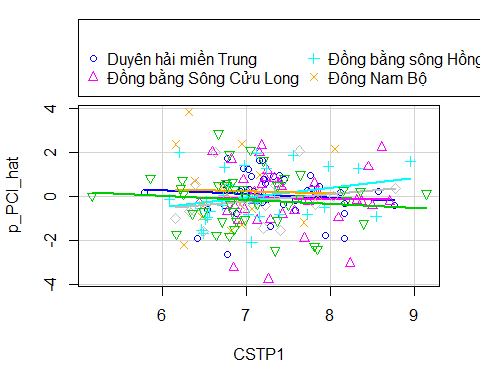 Duyên hải miền Trung
Đồng bằng sông Hồng
Đồng bằng Sông Cửu Long
Đông Nam Bộ
p_PCI_hat
4
2
0
-2
-4
6
7
8
9
CSTP1